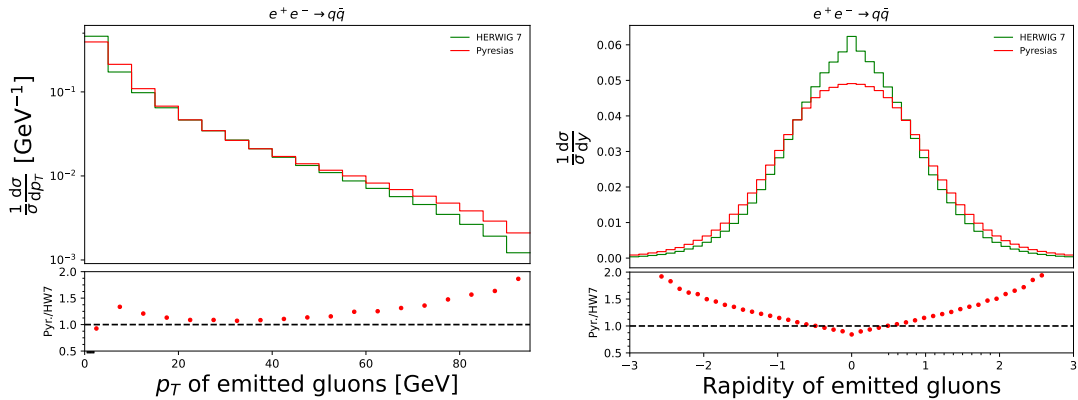 e⁺e⁻ → qq̄
HERWIG 7
Pyresias
10⁻¹
10⁻²
10⁻³
1/σ dσ/dp_T [GeV⁻¹]
2.0
1.5
1.0
0.5
Pyr./HW7
0
20
40
60
80
p_T of emitted gluons [GeV]
e⁺e⁻ → qq̄
HERWIG 7
Pyresias
0.06
0.05
0.04
0.03
0.02
0.01
0.00
1/σ dσ/dy
2.0
1.5
1.0
0.5
Pyr./HW7
−3
−2
−1
0
1
2
3
Rapidity of emitted gluons